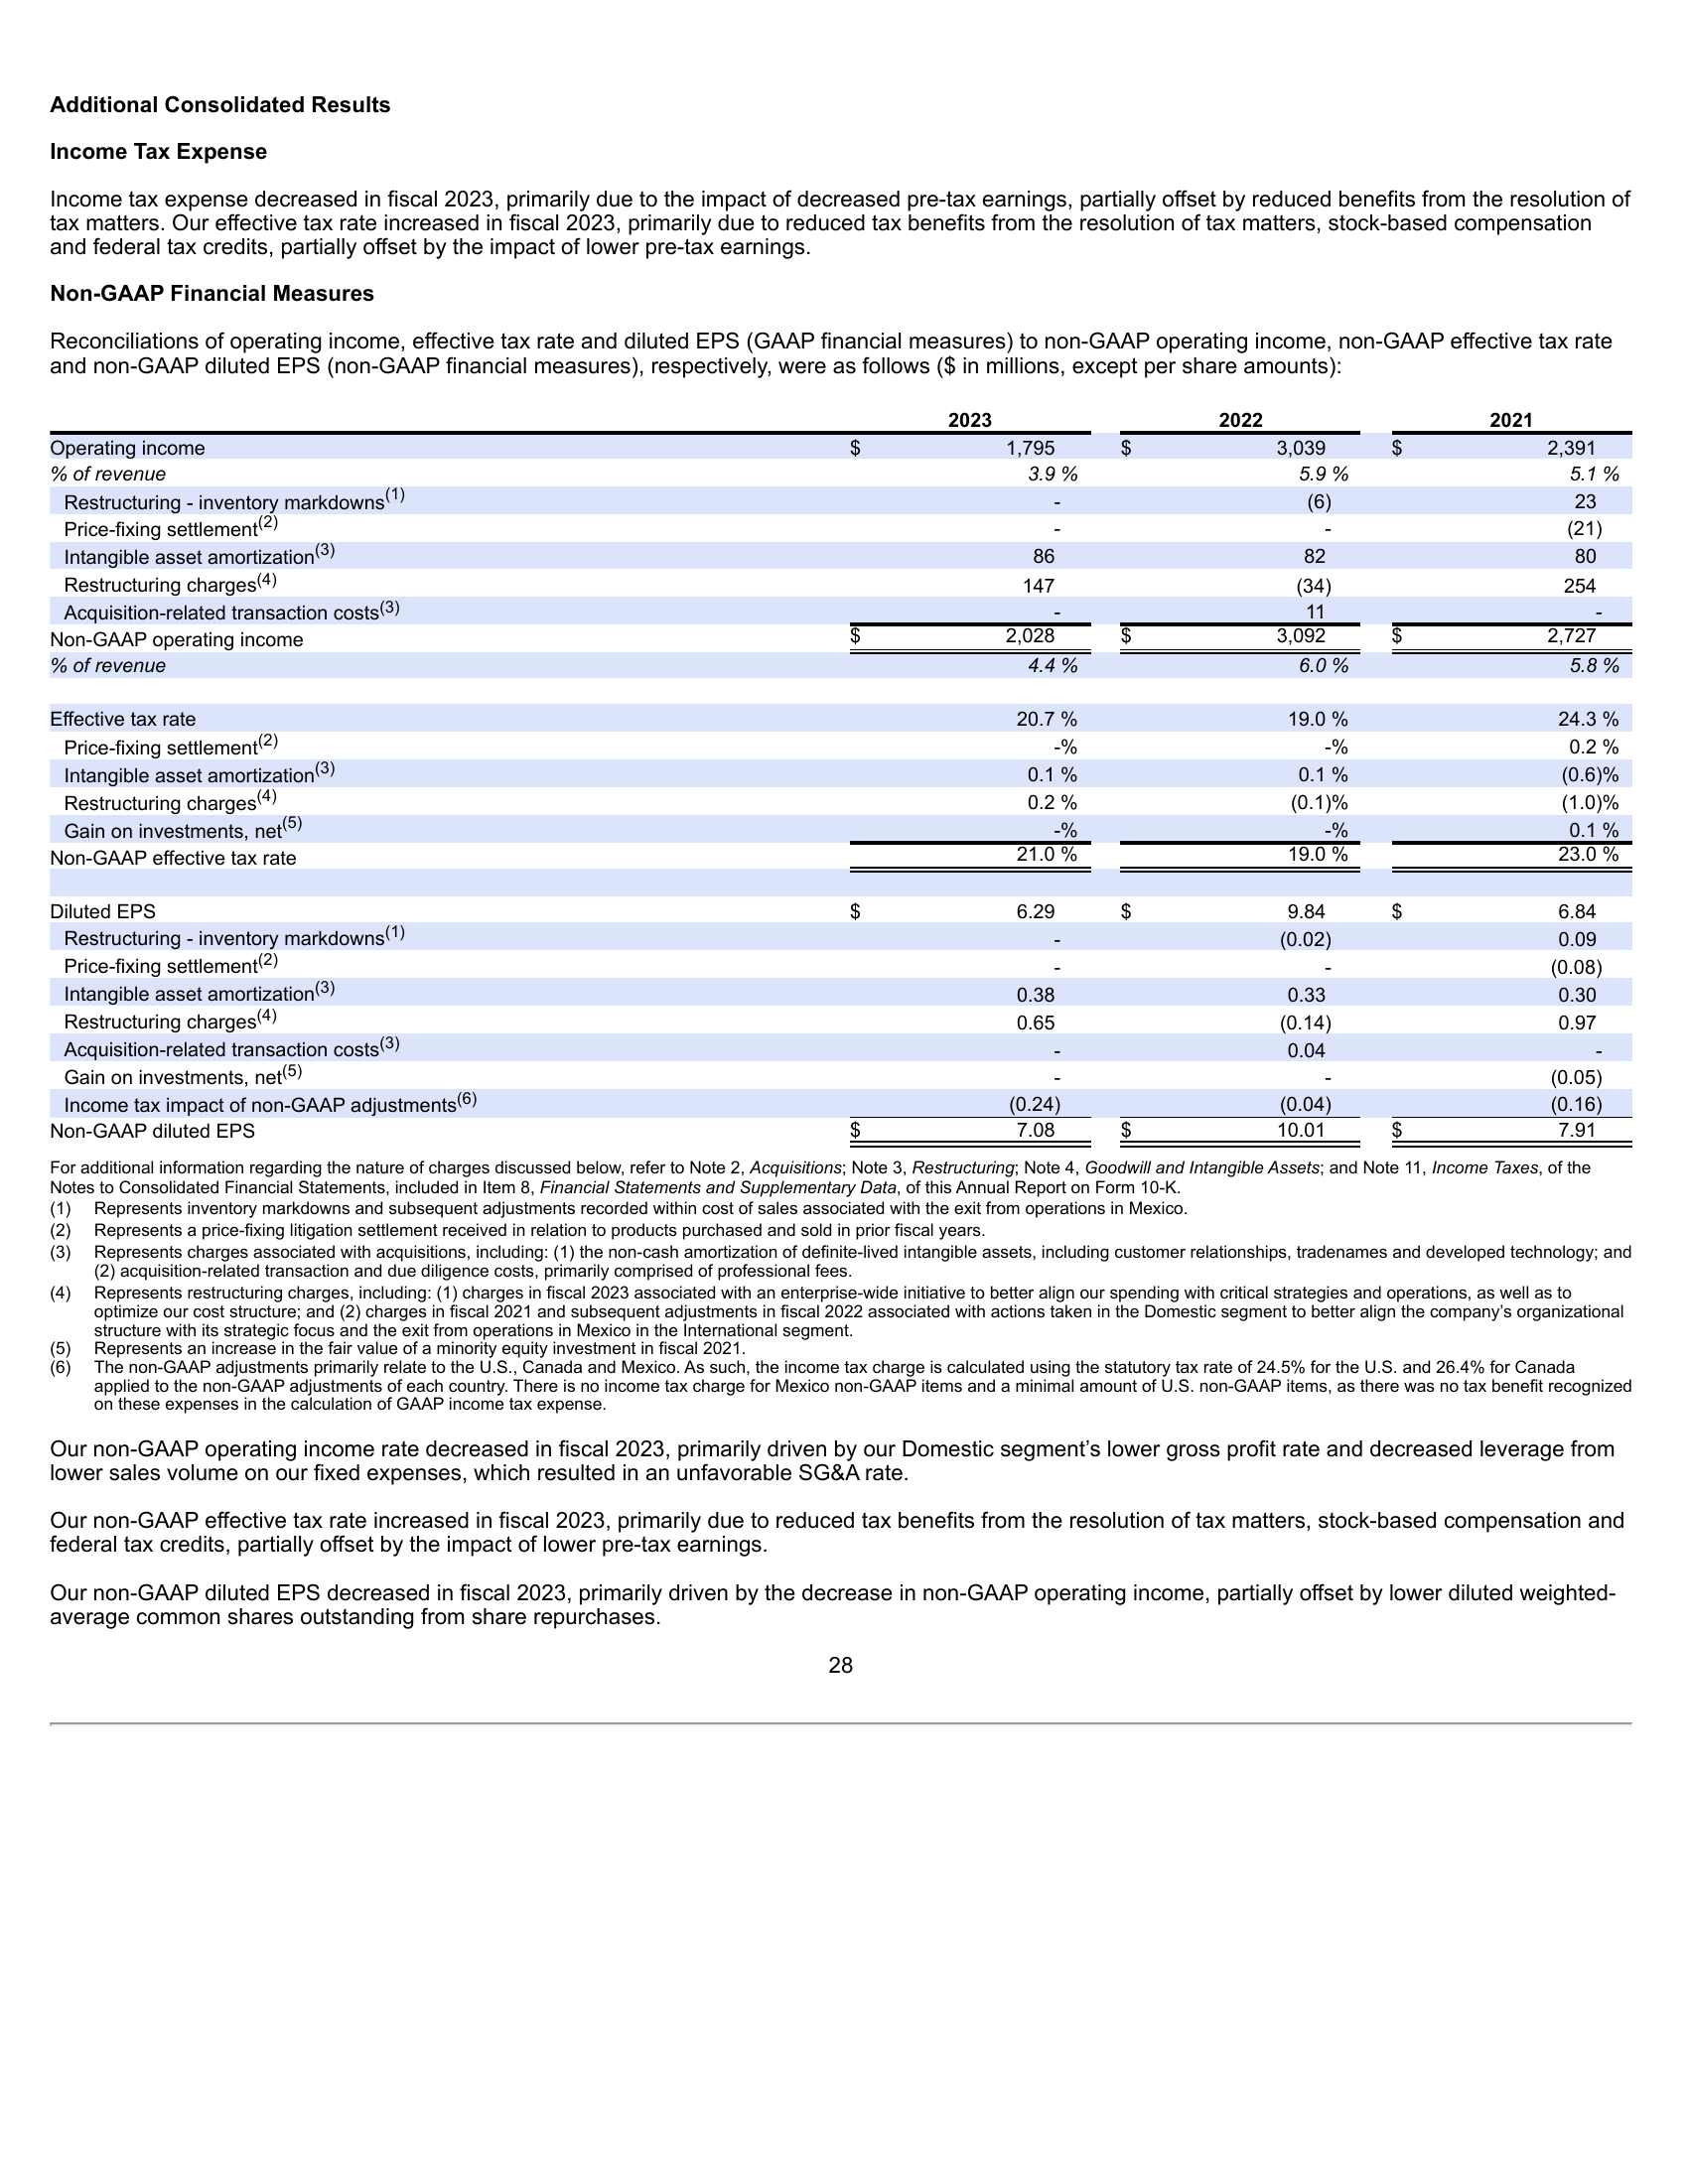 Additional Consolidated Results
Income Tax Expense
Income tax expense decreased in fiscal 2023, primarily due to the impact of decreased pre-tax earnings, partially offset by reduced benefits from the resolution of
tax matters. Our effective tax rate increased in fiscal 2023, primarily due to reduced tax benefits from the resolution of tax matters, stock-based compensation
and federal tax credits, partially offset by the impact of lower pre-tax earnings.
Non-GAAP Financial Measures
Reconciliations of operating income, effective tax rate and diluted EPS (GAAP financial measures) to non-GAAP operating income, non-GAAP effective tax rate
and non-GAAP diluted EPS (non-GAAP financial measures), respectively, were as follows ($ in millions, except per share amounts):
2023 2022 2021
Operating income $ 1,795 $ 3,039 $ 2,391
% of revenue 3.9 % 5.9 % 5.1 %
Restructuring - inventory markdowns(1) - (6) 23
Price-fixing settlement(2) - - (21)
Intangible asset amortization(3) 86 82 80
Restructuring charges(4) 147 (34) 254
Acquisition-related transaction costs(3) - 11 -
Non-GAAP operating income $ 2,028 $ 3,092 $ 2,727
% of revenue 4.4 % 6.0 % 5.8 %
Effective tax rate 20.7 % 19.0 % 24.3 %
Price-fixing settlement(2) -% -% 0.2 %
Intangible asset amortization(3) 0.1 % 0.1 % (0.6)%
Restructuring charges(4) 0.2 % (0.1)% (1.0)%
Gain on investments, net(5) -% -% 0.1 %
Non-GAAP effective tax rate 21.0 % 19.0 % 23.0 %
Diluted EPS $ 6.29 $ 9.84 $ 6.84
Restructuring - inventory markdowns(1) - (0.02) 0.09
Price-fixing settlement(2) - - (0.08)
Intangible asset amortization(3) 0.38 0.33 0.30
Restructuring charges(4) 0.65 (0.14) 0.97
Acquisition-related transaction costs(3) - 0.04 -
Gain on investments, net(5) - - (0.05)
Income tax impact of non-GAAP adjustments(6) (0.24) (0.04) (0.16)
Non-GAAP diluted EPS $ 7.08 $ 10.01 $ 7.91
For additional information regarding the nature of charges discussed below, refer to Note 2, Acquisitions; Note 3, Restructuring; Note 4, Goodwill and Intangible Assets; and Note 11, Income Taxes, of the
Notes to Consolidated Financial Statements, included in Item 8, Financial Statements and Supplementary Data, of this Annual Report on Form 10-K.
(1) Represents inventory markdowns and subsequent adjustments recorded within cost of sales associated with the exit from operations in Mexico.
(2) Represents a price-fixing litigation settlement received in relation to products purchased and sold in prior fiscal years.
(3) Represents charges associated with acquisitions, including: (1) the non-cash amortization of definite-lived intangible assets, including customer relationships, tradenames and developed technology; and
(2) acquisition-related transaction and due diligence costs, primarily comprised of professional fees.
(4) Represents restructuring charges, including: (1) charges in fiscal 2023 associated with an enterprise-wide initiative to better align our spending with critical strategies and operations, as well as to
optimize our cost structure; and (2) charges in fiscal 2021 and subsequent adjustments in fiscal 2022 associated with actions taken in the Domestic segment to better align the company's organizational
structure with its strategic focus and the exit from operations in Mexico in the International segment.
(5) Represents an increase in the fair value of a minority equity investment in fiscal 2021.
(6) The non-GAAP adjustments primarily relate to the U.S., Canada and Mexico. As such, the income tax charge is calculated using the statutory tax rate of 24.5% for the U.S. and 26.4% for Canada
applied to the non-GAAP adjustments of each country. There is no income tax charge for Mexico non-GAAP items and a minimal amount of U.S. non-GAAP items, as there was no tax benefit recognized
on these expenses in the calculation of GAAP income tax expense.
Our non-GAAP operating income rate decreased in fiscal 2023, primarily driven by our Domestic segment's lower gross profit rate and decreased leverage from
lower sales volume on our fixed expenses, which resulted in an unfavorable SG&A rate.
Our non-GAAP effective tax rate increased in fiscal 2023, primarily due to reduced tax benefits from the resolution of tax matters, stock-based compensation and
federal tax credits, partially offset by the impact of lower pre-tax earnings.
Our non-GAAP diluted EPS decreased in fiscal 2023, primarily driven by the decrease in non-GAAP operating income, partially offset by lower diluted weighted-
average common shares outstanding from share repurchases.
28